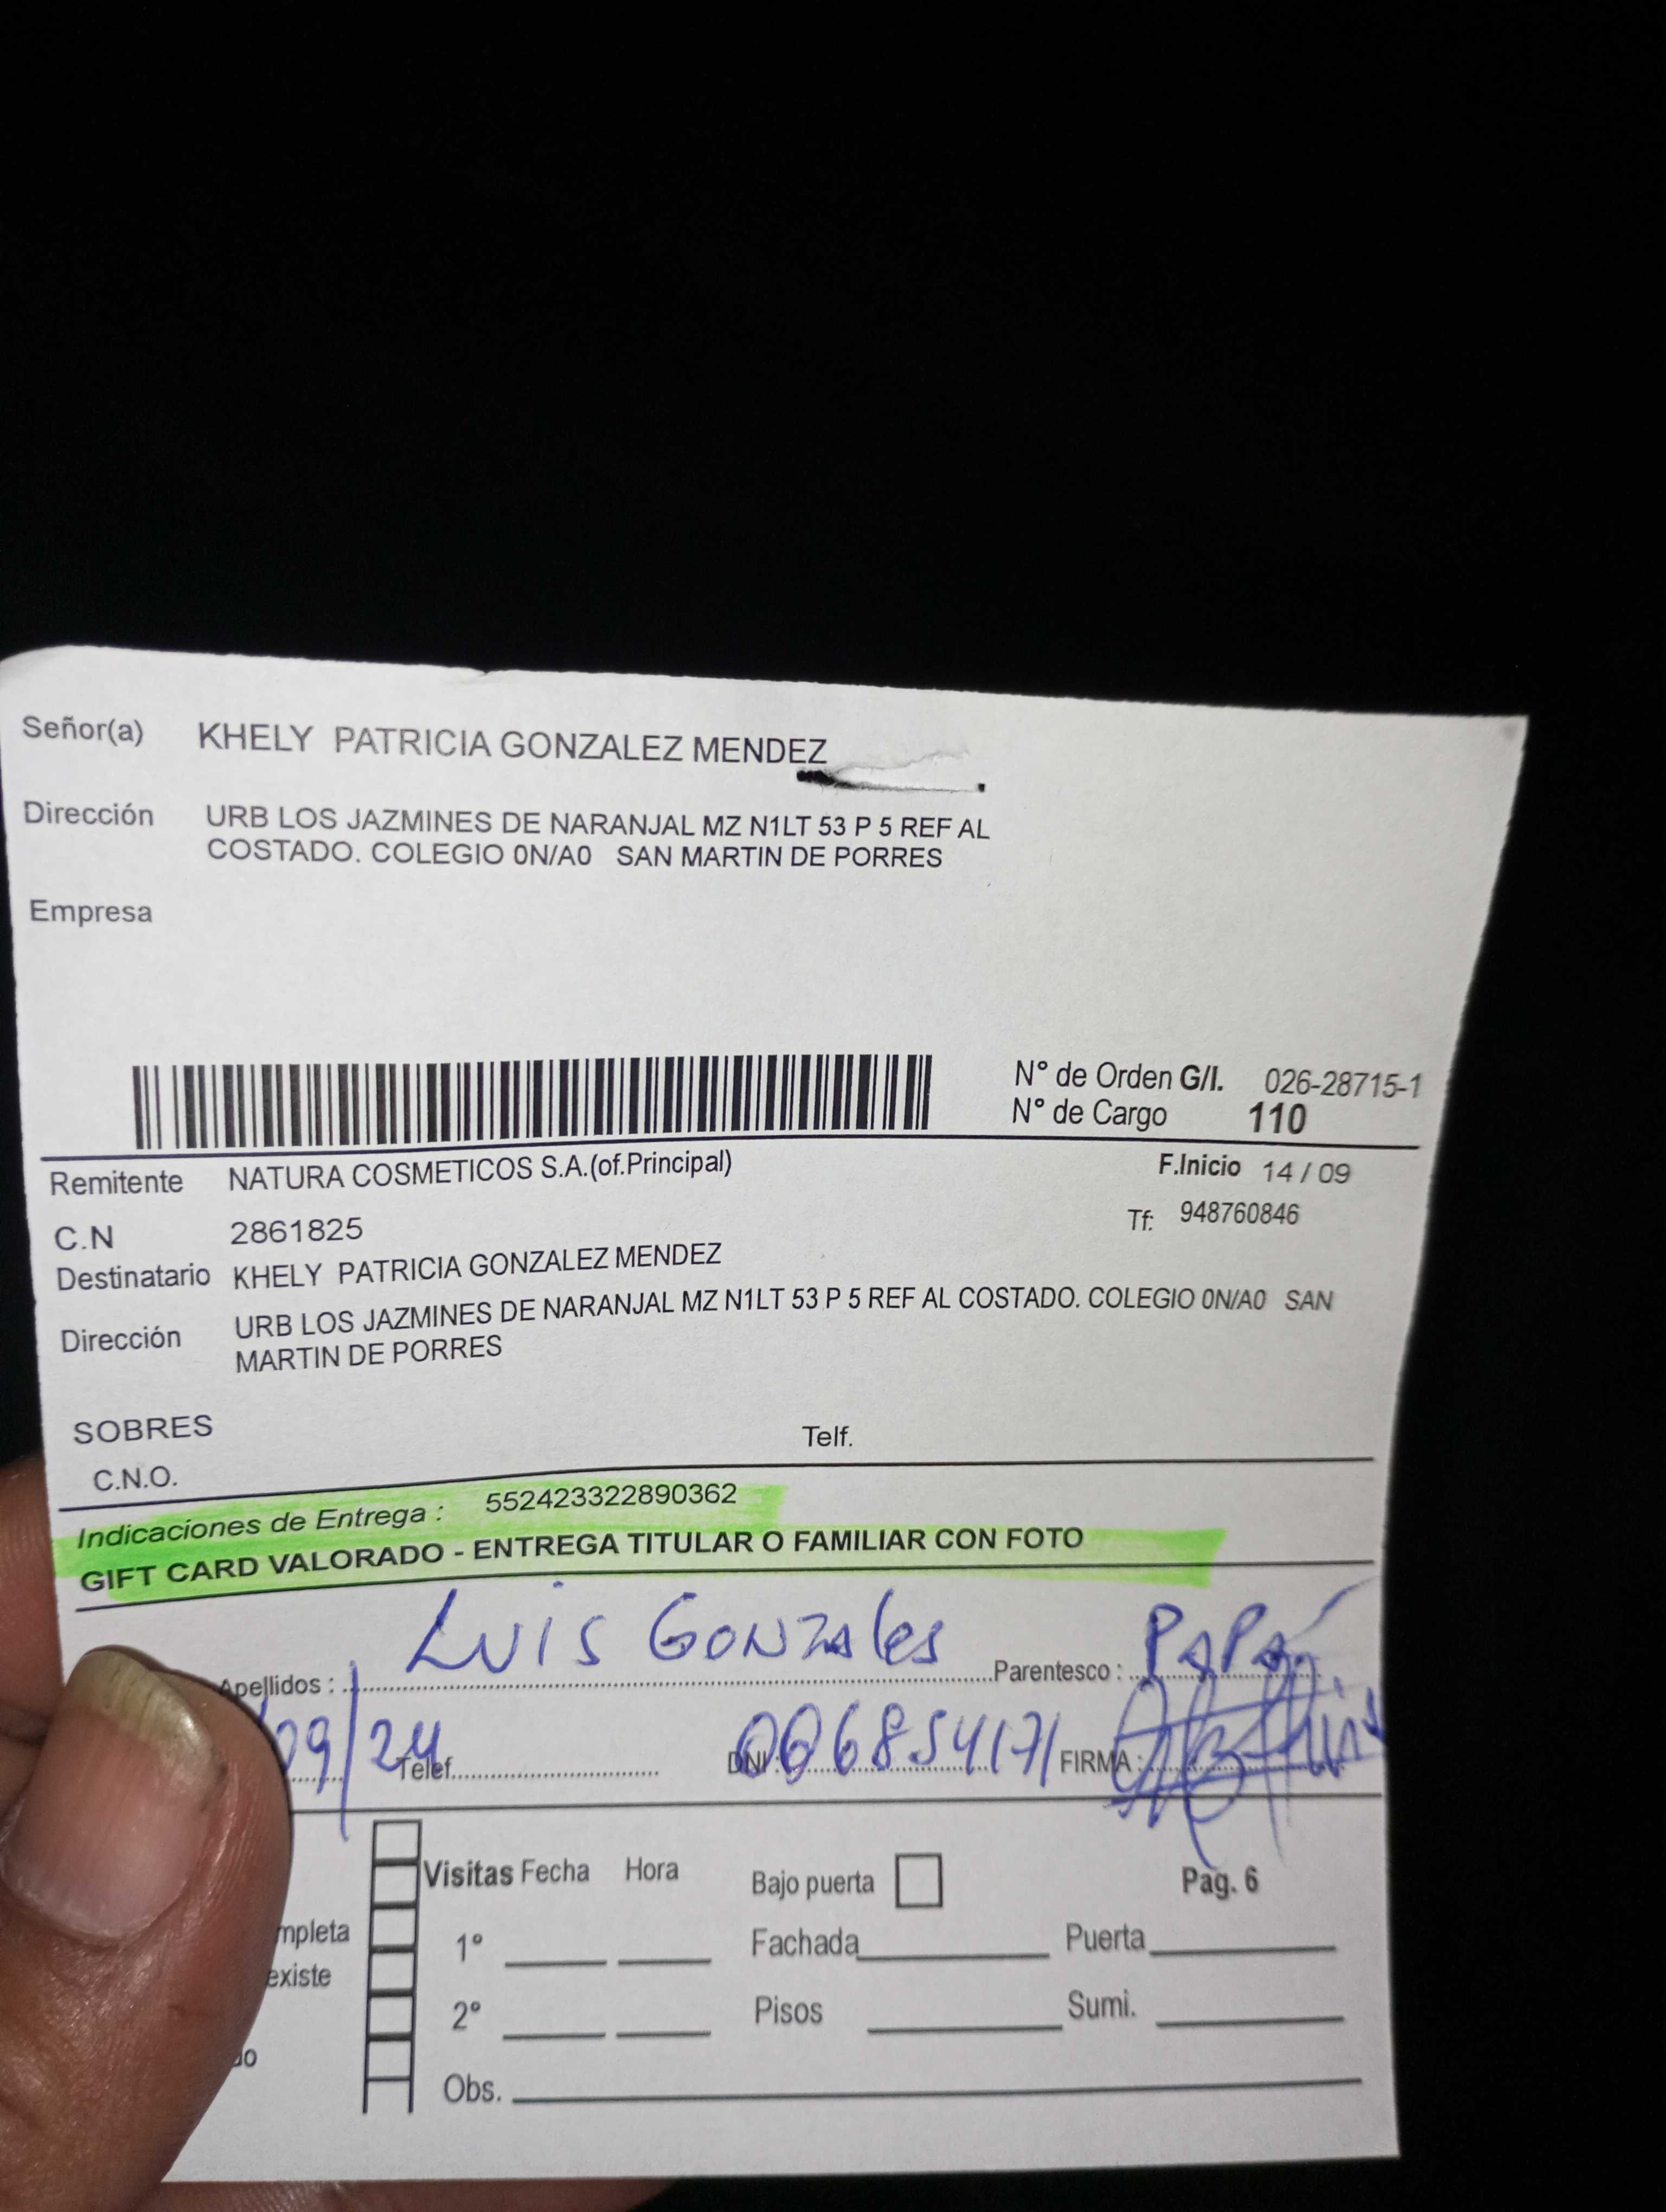 Señor(a) KHELY PATRICIA GONZALEZ MENDEZ
Dirección URB LOS JAZMINES DE NARANJAL MZ N1LT 53 P 5 REF AL
COSTADO. COLEGIO 0N/A0 SAN MARTIN DE PORRES
Empresa
N° de Orden G/I. 026-28715-1
N° de Cargo 110
Remitente NATURA COSMETICOS S.A.(of.Principal) F.Inicio 14 / 09
C.N 2861825 Tf: 948760846
Destinatario KHELY PATRICIA GONZALEZ MENDEZ
Dirección URB LOS JAZMINES DE NARANJAL MZ N1LT 53 P 5 REF AL COSTADO. COLEGIO 0N/A0 SAN
MARTIN DE PORRES
SOBRES Telf.
C.N.O.
Indicaciones de Entrega : 552423322890362
GIFT CARD VALORADO - ENTREGA TITULAR O FAMILIAR CON FOTO
Apellidos : Luis Gonzales Parentesco : PAPÁ
/09/24 Telef. DNI: 006854171 FIRMA :
Visitas Fecha Hora Bajo puerta Pag. 6
mpleta 1° Fachada Puerta
existe
2° Pisos Sumi.
Obs.